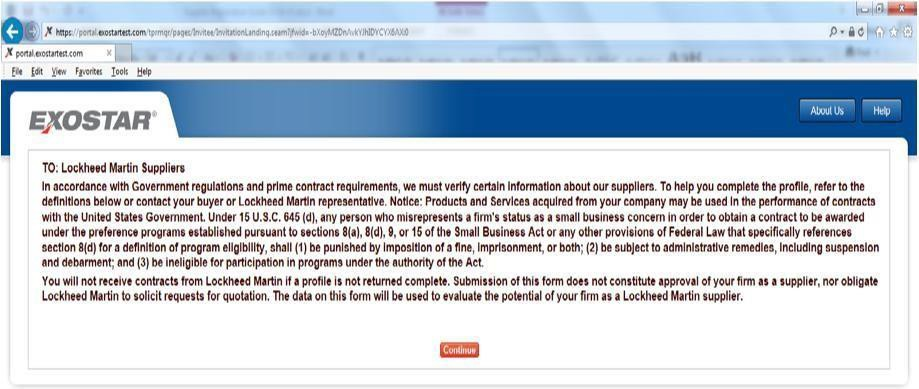 https://portal.exostartest.com/tprmqr/pages/Invitee/InvitationLanding.seam?
portal.exostartest.com
File Edit View Favorites Tools Help
EXOSTAR®
About Us Help
TO: Lockheed Martin Suppliers
In accordance with Government regulations and prime contract requirements, we must verify certain information about our suppliers. To help you complete the profile, refer to the
definitions below or contact your buyer or Lockheed Martin representative. Notice: Products and Services acquired from your company may be used in the performance of contracts
with the United States Government. Under 15 U.S.C. 645 (d), any person who misrepresents a firm's status as a small business concern in order to obtain a contract to be awarded
under the preference programs established pursuant to sections 8(a), 8(d), 9, or 15 of the Small Business Act or any other provisions of Federal Law that specifically references
section 8(d) for a definition of program eligibility, shall (1) be punished by imposition of a fine, imprisonment, or both; (2) be subject to administrative remedies, including suspension
and debarment; and (3) be ineligible for participation in programs under the authority of the Act.
You will not receive contracts from Lockheed Martin if a profile is not returned complete. Submission of this form does not constitute approval of your firm as a supplier, nor obligate
Lockheed Martin to solicit requests for quotation. The data on this form will be used to evaluate the potential of your firm as a Lockheed Martin supplier.
Continue